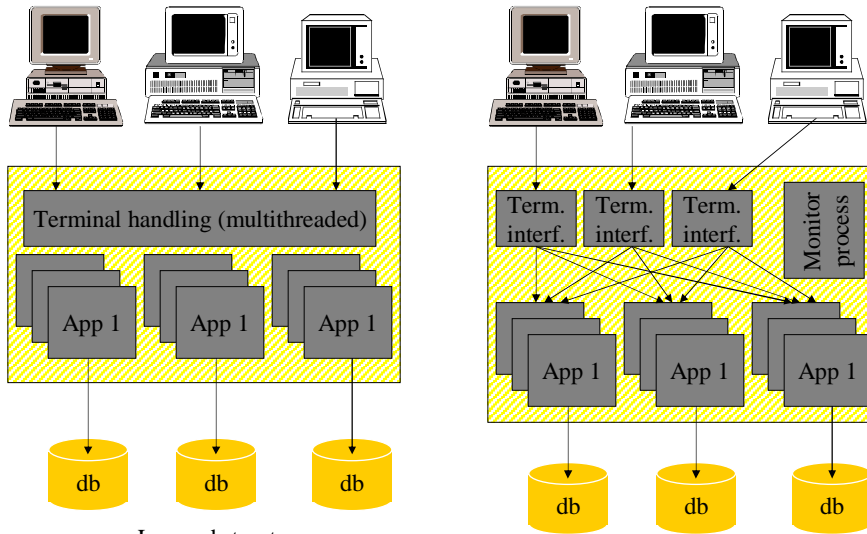 Terminal handling (multithreaded)
App 1
App 1
App 1
db
db
db
Term.
interf.
Term.
interf.
Term.
interf.
Monitor
process
App 1
App 1
App 1
db
db
db